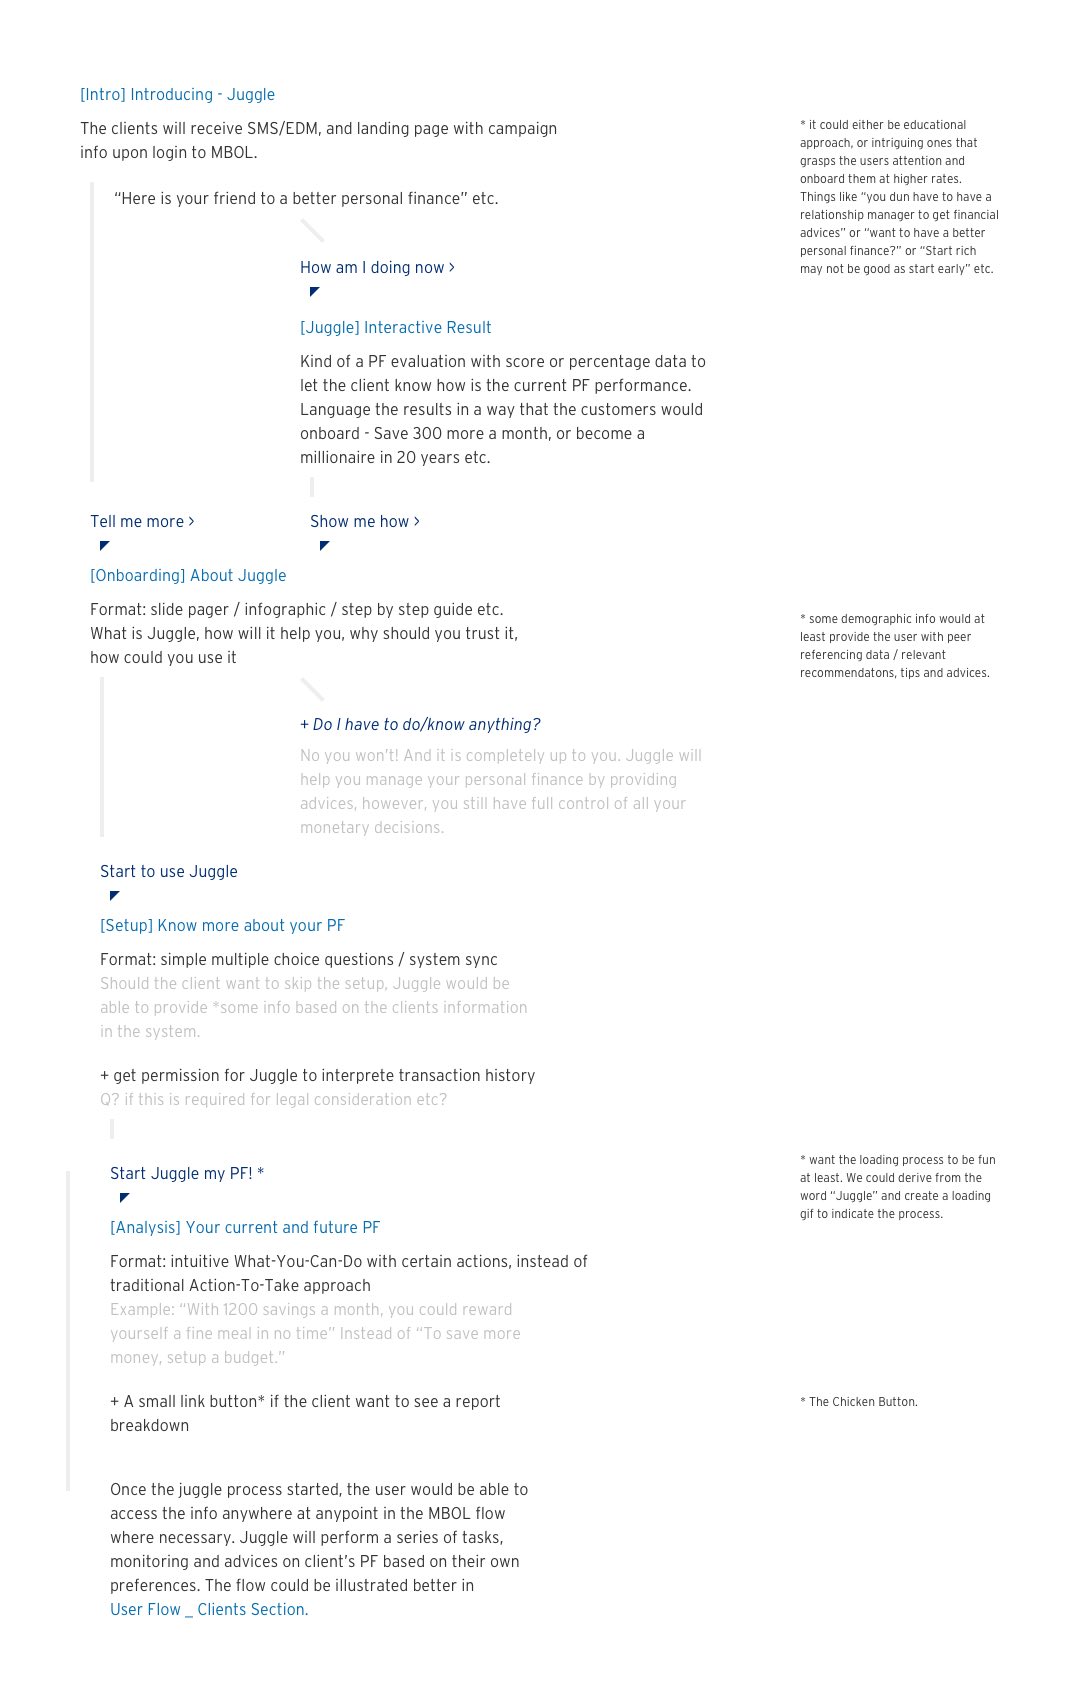 [Intro] Introducing - Juggle
The clients will receive SMS/EDM, and landing page with campaign
info upon login to MBOL.
* it could either be educational
approach, or intriguing ones that
grasps the users attention and
onboard them at higher rates.
Things like “you dun have to have a
relationship manager to get financial
advices” or “want to have a better
personal finance?” or “Start rich
may not be good as start early” etc.
“Here is your friend to a better personal finance” etc.
How am I doing now >
[Juggle] Interactive Result
Kind of a PF evaluation with score or percentage data to
let the client know how is the current PF performance.
Language the results in a way that the customers would
onboard - Save 300 more a month, or become a
millionaire in 20 years etc.
Tell me more >
Show me how >
[Onboarding] About Juggle
Format: slide pager / infographic / step by step guide etc.
What is Juggle, how will it help you, why should you trust it,
how could you use it
* some demographic info would at
least provide the user with peer
referencing data / relevant
recommendatons, tips and advices.
+ Do I have to do/know anything?
No you won’t! And it is completely up to you. Juggle will
help you manage your personal finance by providing
advices, however, you still have full control of all your
monetary decisions.
Start to use Juggle
[Setup] Know more about your PF
Format: simple multiple choice questions / system sync
Should the client want to skip the setup, Juggle would be
able to provide *some info based on the clients information
in the system.
+ get permission for Juggle to interprete transaction history
Q? if this is required for legal consideration etc?
Start Juggle my PF! *
* want the loading process to be fun
at least. We could derive from the
word “Juggle” and create a loading
gif to indicate the process.
[Analysis] Your current and future PF
Format: intuitive What-You-Can-Do with certain actions, instead of
traditional Action-To-Take approach
Example: “With 1200 savings a month, you could reward
yourself a fine meal in no time” Instead of “To save more
money, setup a budget.”
+ A small link button* if the client want to see a report
breakdown
* The Chicken Button.
Once the juggle process started, the user would be able to
access the info anywhere at anypoint in the MBOL flow
where necessary. Juggle will perform a series of tasks,
monitoring and advices on client’s PF based on their own
preferences. The flow could be illustrated better in
User Flow _ Clients Section.